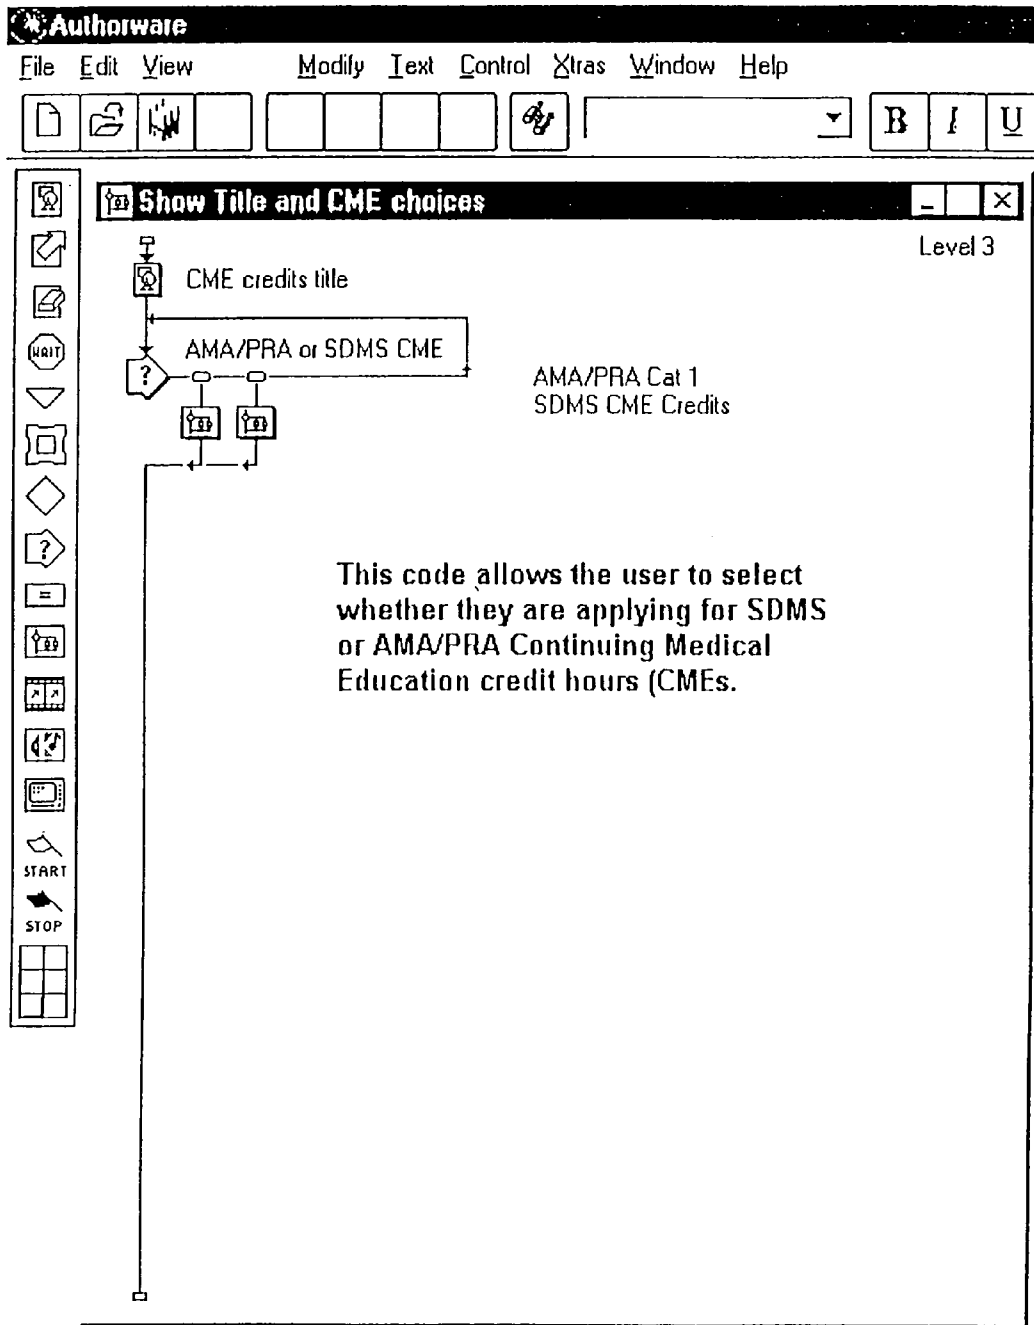 Authorware
File Edit View Modify Text Control Xtras Window Help
B I U
Show Title and CME choices
Level 3
CME credits title
WAIT
AMA/PRA or SDMS CME
?
AMA/PRA Cat 1
SDMS CME Credits
?
=
This code allows the user to select
whether they are applying for SDMS
or AMA/PRA Continuing Medical
Education credit hours (CMEs.
START
STOP